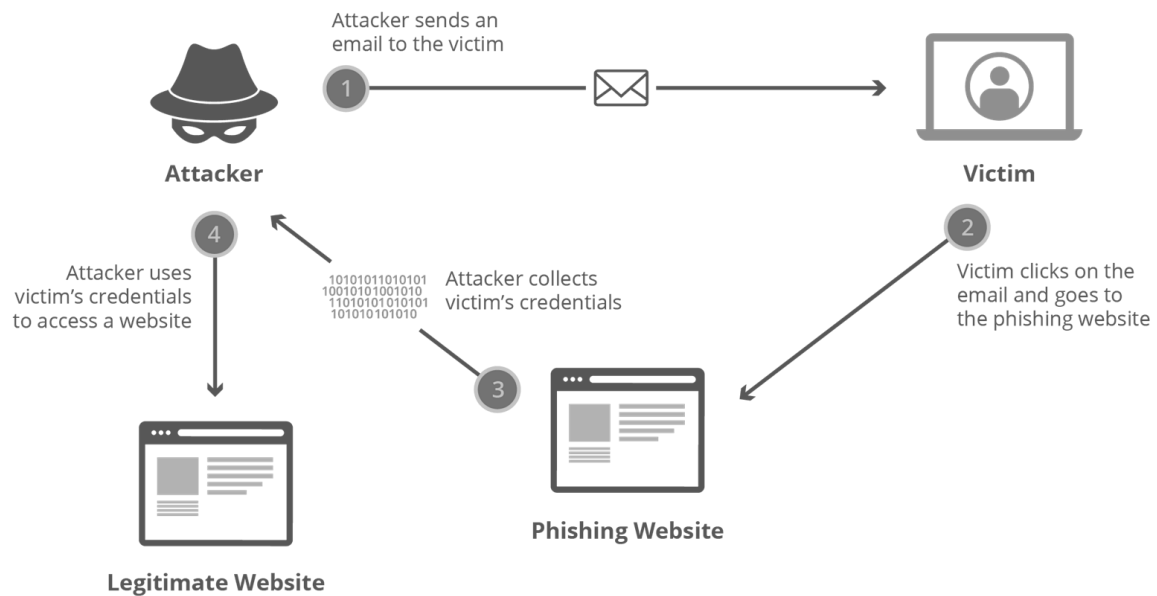 Attacker sends an
email to the victim
1
Attacker
Victim
4
2
Attacker uses
victim's credentials
to access a website
10101011010101
10010101001010
11010101010101
101010101010
Attacker collects
victim's credentials
Victim clicks on the
email and goes to
the phishing website
3
Phishing Website
Legitimate Website